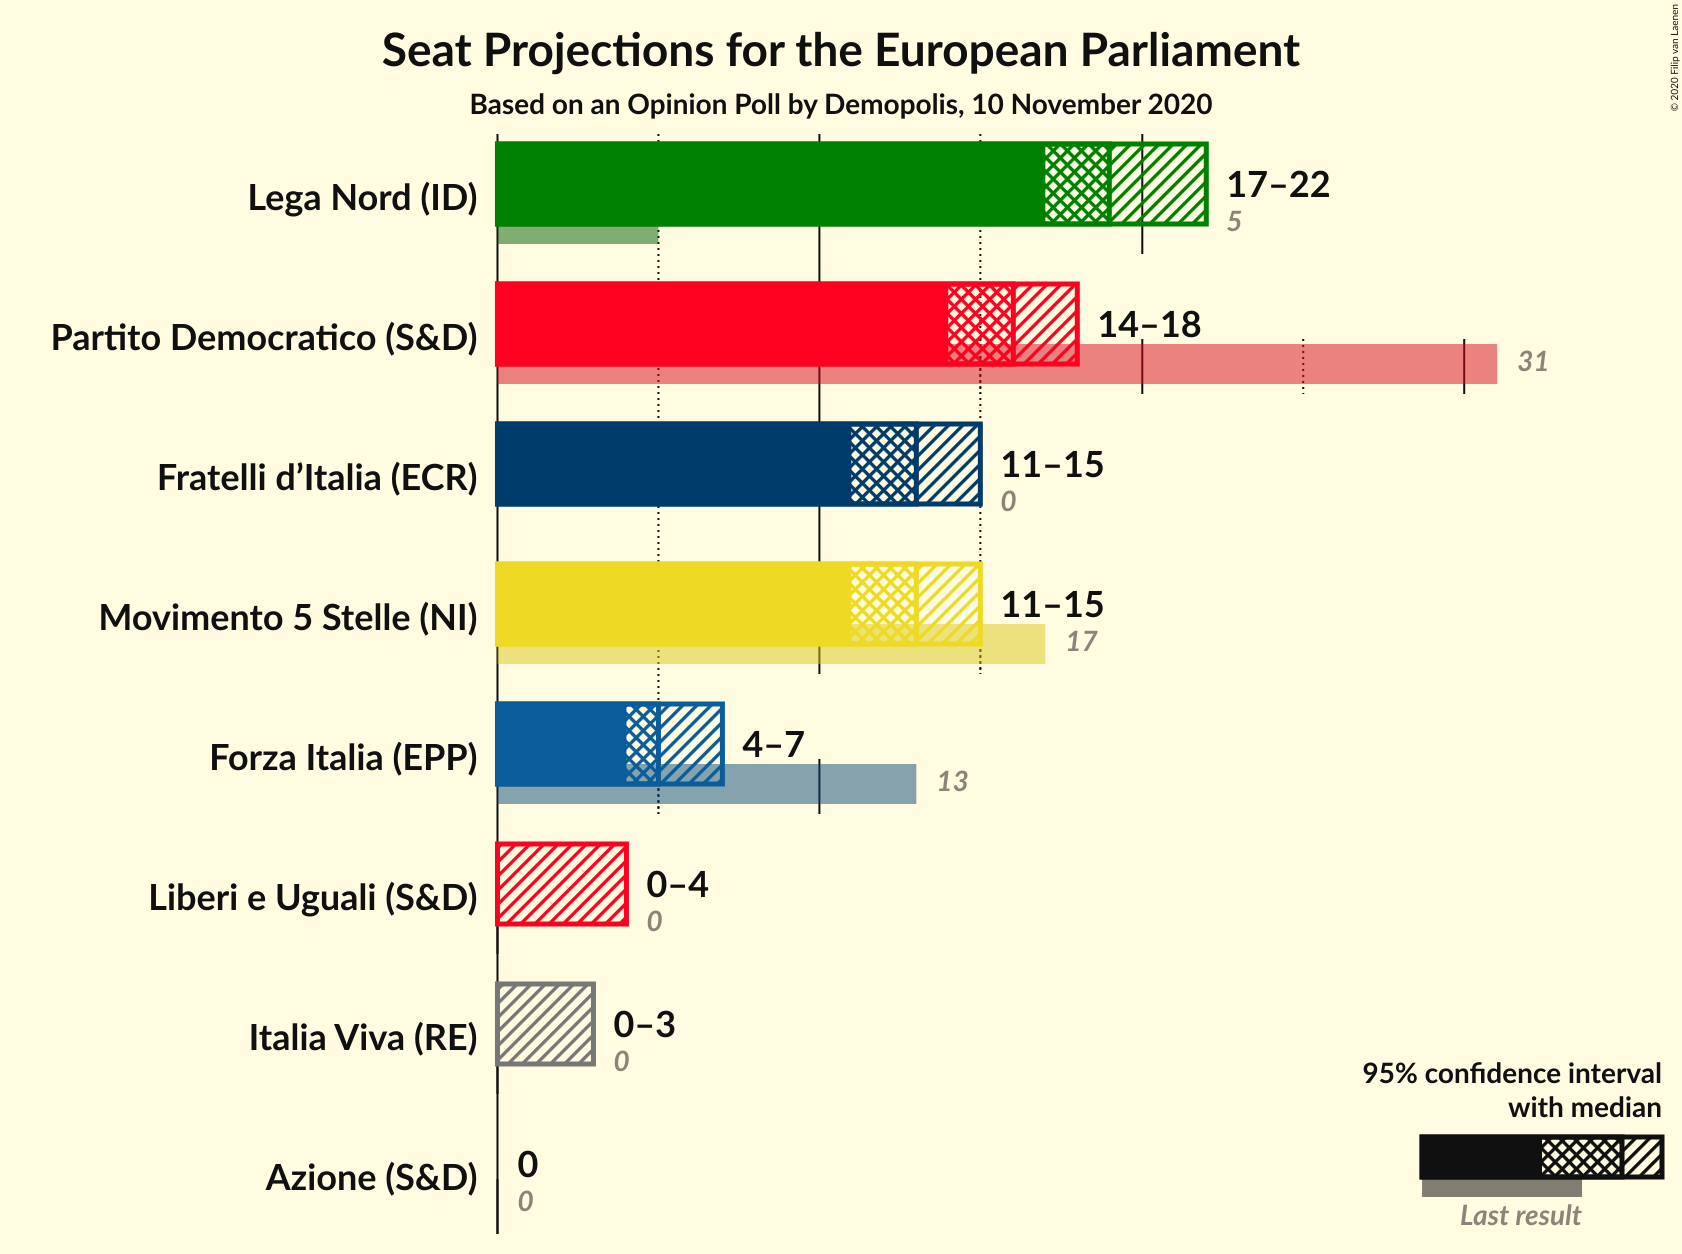 Seat Projections for the European Parliament
Based on an Opinion Poll by Demopolis, 10 November 2020
© 2020 Filip van Laenen
Lega Nord (ID)
17–22
5
Partito Democratico (S&D)
14–18
31
Fratelli d’Italia (ECR)
11–15
0
Movimento 5 Stelle (NI)
11–15
17
Forza Italia (EPP)
4–7
13
Liberi e Uguali (S&D)
0–4
0
Italia Viva (RE)
0–3
0
Azione (S&D)
0
0
95% confidence interval
with median
Last result